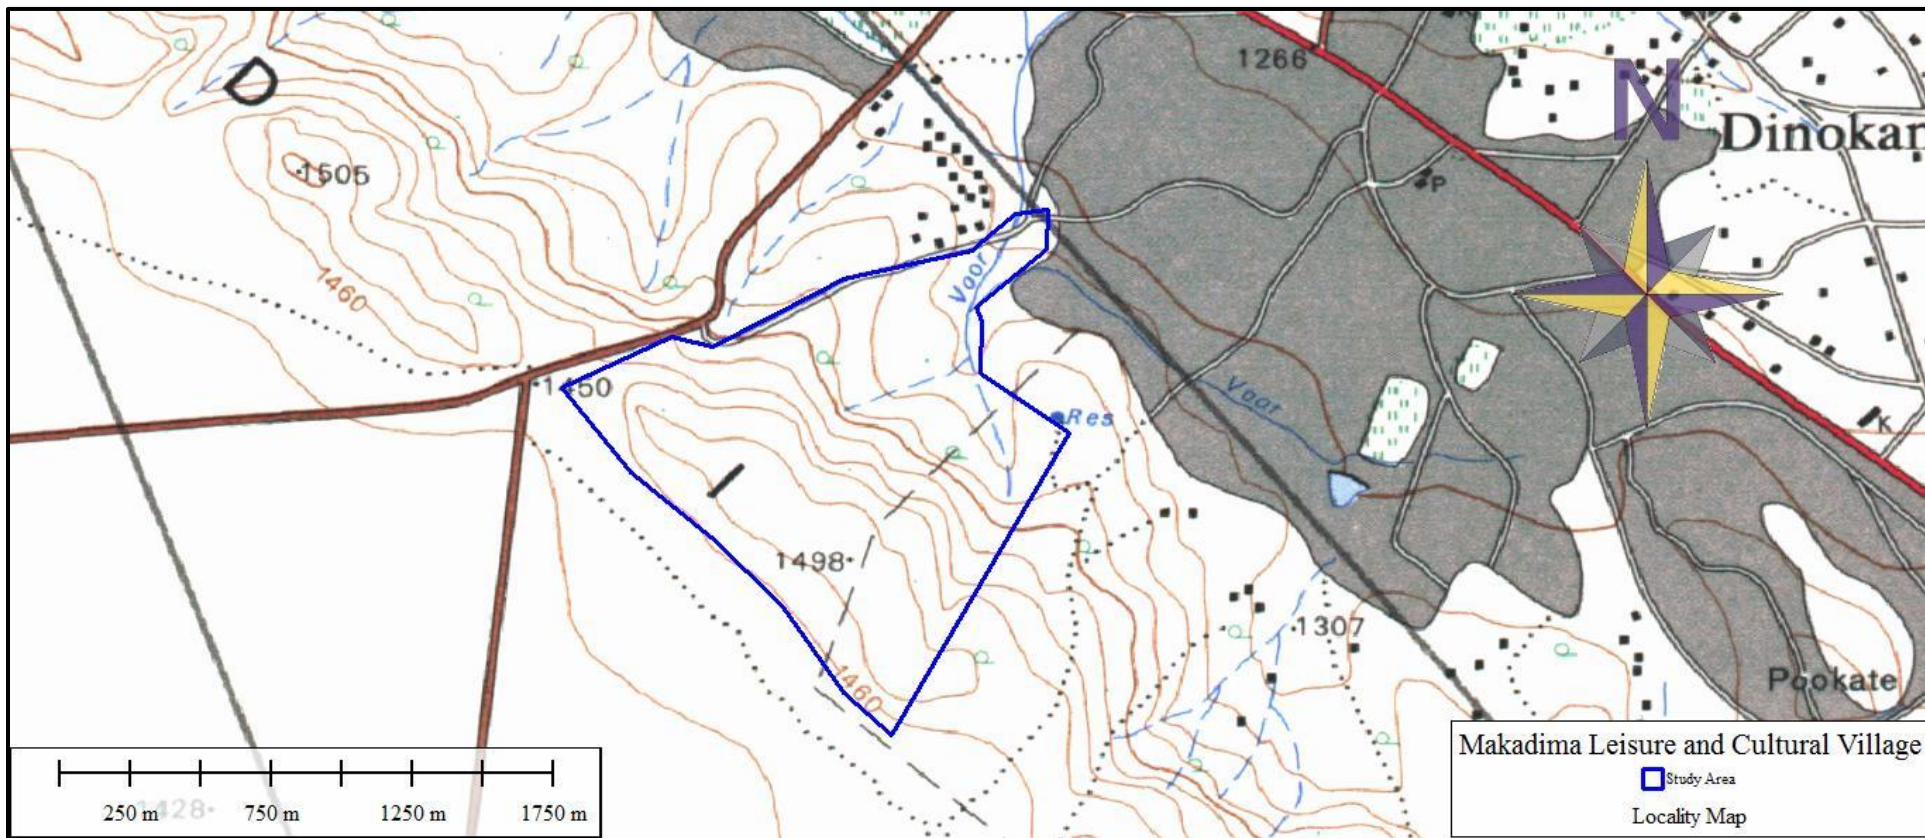 1266
N
Dinokan
P
1505
1460
Voor
1450
Res
Voor
K
1498
1307
1460
Pookate
1428
250 m
750 m
1250 m
1750 m
Makadima Leisure and Cultural Village
Study Area
Locality Map